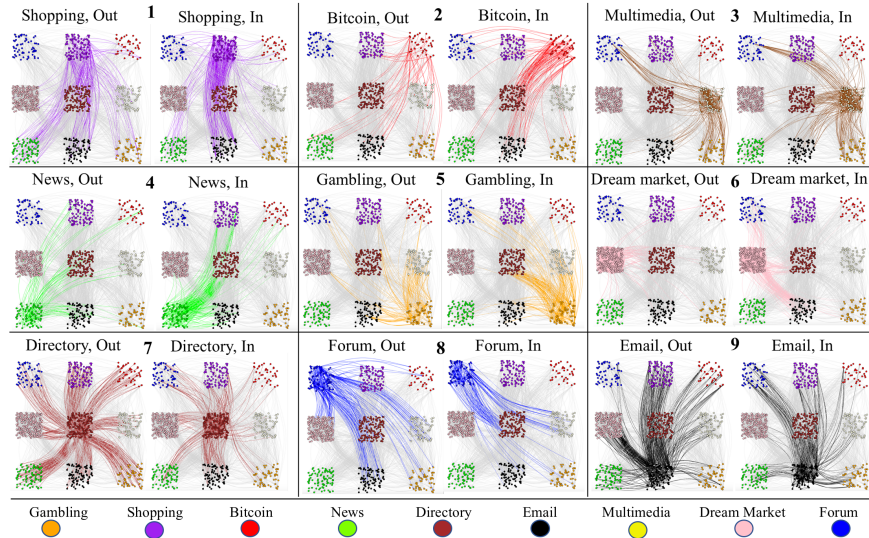 Shopping, Out 1 Shopping, In
Bitcoin, Out 2 Bitcoin, In
Multimedia, Out 3 Multimedia, In
News, Out 4 News, In
Gambling, Out 5 Gambling, In
Dream market, Out 6 Dream market, In
Directory, Out 7 Directory, In
Forum, Out 8 Forum, In
Email, Out 9 Email, In
Gambling Shopping Bitcoin News Directory Email Multimedia Dream Market Forum